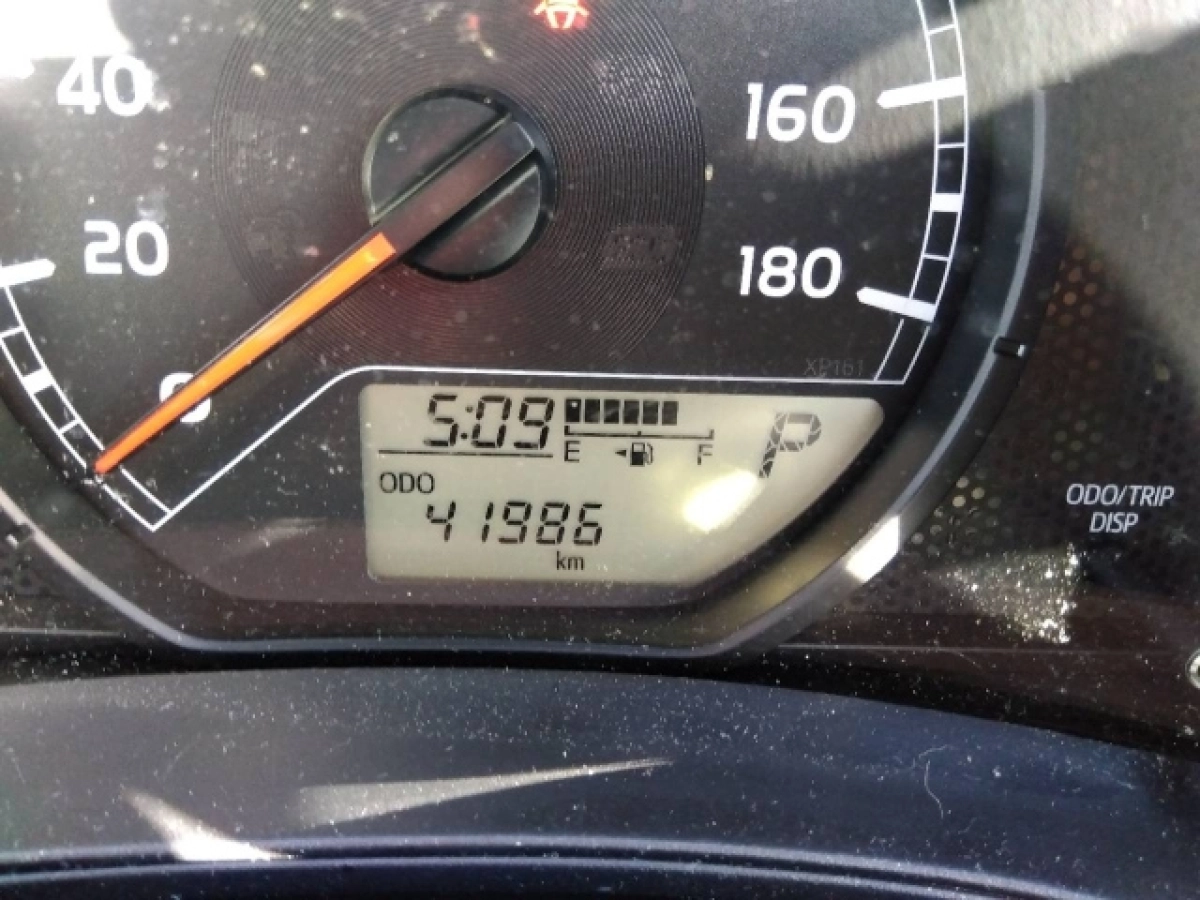 40
160
20
180
0
XP161
5:09
E F
P
ODO
41986
km
ODO/TRIP
DISP